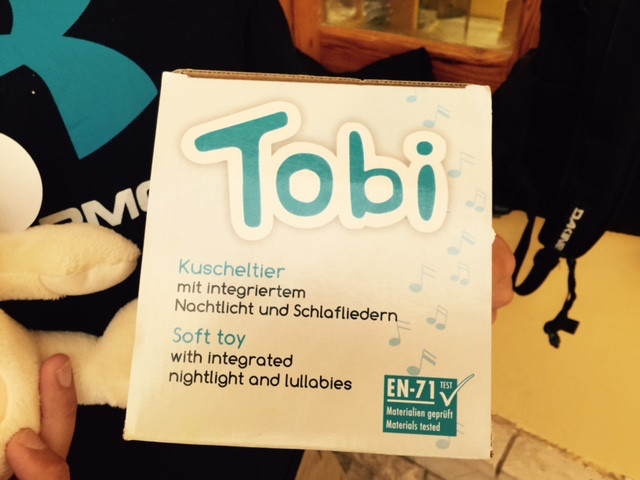 Tobi
Kuscheltier
mit integriertem
Nachtlicht und Schlafliedern
Soft toy
with integrated
nightlight and lullabies
EN-71 TEST
Materialien geprüft
Materials tested
DAKINE